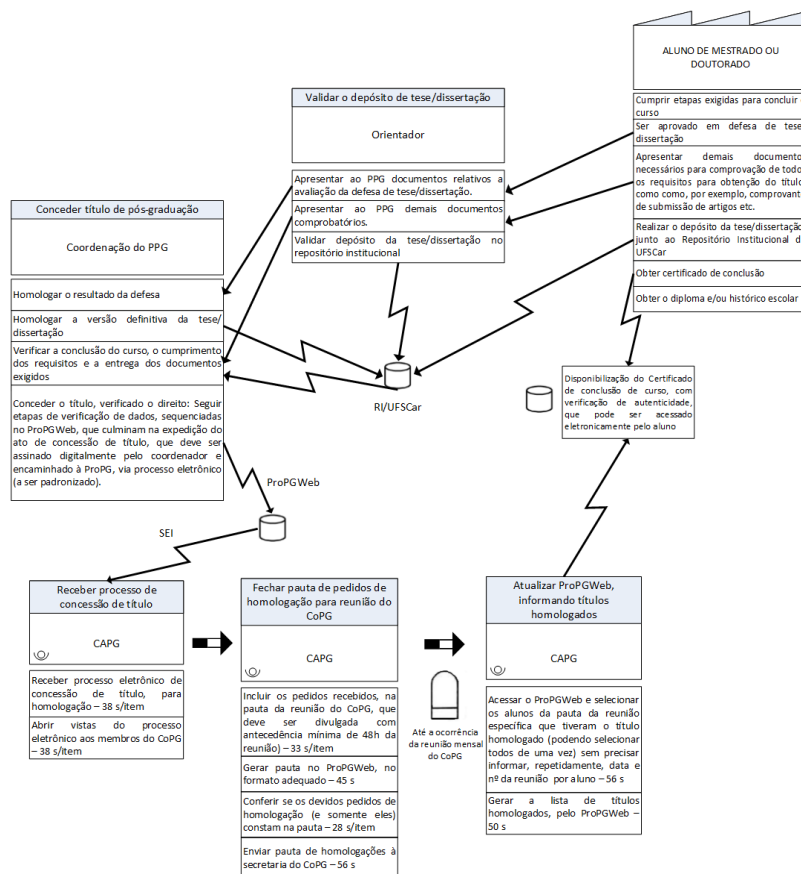 ALUNO DE MESTRADO OU
DOUTORADO
Cumprir etapas exigidas para concluir
curso
Ser aprovado em defesa de tese
dissertação
Apresentar demais documento
necessários para comprovação de todo
os requisitos para obtenção do título
como como, por exemplo, comprovant
de submissão de artigos etc.
Realizar o depósito da tese/dissertação
junto ao Repositório Institucional d
UFSCar
Obter certificado de conclusão
Obter o diploma e/ou histórico escolar
Validar o depósito de tese/dissertação
Orientador
Apresentar ao PPG documentos relativos a
avaliação da defesa de tese/dissertação.
Apresentar ao PPG demais documentos
comprobatórios.
Validar depósito da tese/dissertação no
repositório institucional
Conceder título de pós-graduação
Coordenação do PPG
Homologar o resultado da defesa
Homologar a versão definitiva da tese/
dissertação
Verificar a conclusão do curso, o cumprimento
dos requisitos e a entrega dos documentos
exigidos
Conceder o título, verificado o direito: Seguir
etapas de verificação de dados, sequenciadas
no ProPGWeb, que culminam na expedição do
ato de concessão de título, que deve ser
assinado digitalmente pelo coordenador e
encaminhado à ProPG, via processo eletrônico
(a ser padronizado).
RI/UFSCar
Disponibilização do Certificado
de conclusão de curso, com
verificação de autenticidade,
que pode ser acessado
eletronicamente pelo aluno
ProPGWeb
SEI
Receber processo de
concessão de título
CAPG
Receber processo eletrônico de
concessão de título, para
homologação – 38 s/item
Abrir vistas do processo
eletrônico aos membros do CoPG
– 38 s/item
Fechar pauta de pedidos de
homologação para reunião do
CoPG
CAPG
Incluir os pedidos recebidos, na
pauta da reunião do CoPG, que
deve ser divulgada com
antecedência mínima de 48h da
reunião) – 33 s/item
Gerar pauta no ProPGWeb, no
formato adequado – 45 s
Conferir se os devidos pedidos de
homologação (e somente eles)
constam na pauta – 28 s/item
Enviar pauta de homologações à
secretaria do CoPG – 56 s
Até a ocorrência
da reunião mensal
do CoPG
Atualizar ProPGWeb,
informando títulos
homologados
CAPG
Acessar o ProPGWeb e selecionar
os alunos da pauta da reunião
específica que tiveram o título
homologado (podendo selecionar
todos de uma vez) sem precisar
informar, repetidamente, data e
nº da reunião por aluno – 56 s
Gerar a lista de títulos
homologados, pelo ProPGWeb –
50 s